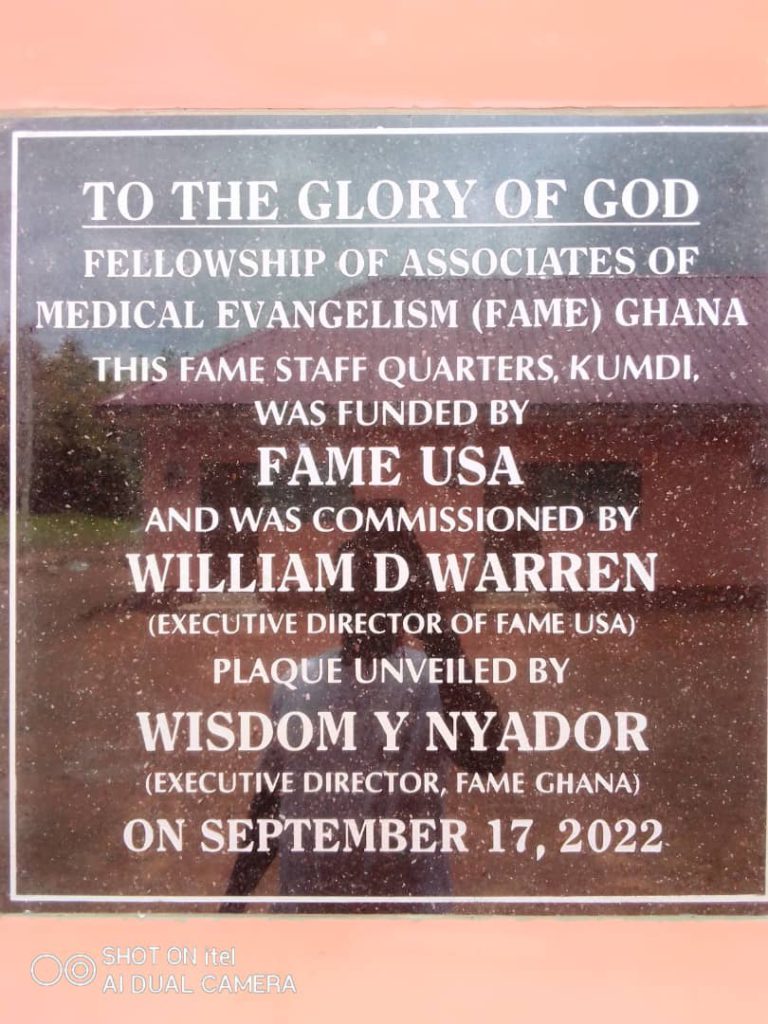 TO THE GLORY OF GOD
FELLOWSHIP OF ASSOCIATES OF
MEDICAL EVANGELISM (FAME) GHANA
THIS FAME STAFF QUARTERS, KUMDI,
WAS FUNDED BY
FAME USA
AND WAS COMMISSIONED BY
WILLIAM D WARREN
(EXECUTIVE DIRECTOR OF FAME USA)
PLAQUE UNVEILED BY
WISDOM Y NYADOR
(EXECUTIVE DIRECTOR, FAME GHANA)
ON SEPTEMBER 17, 2022
SHOT ON itel
AI DUAL CAMERA